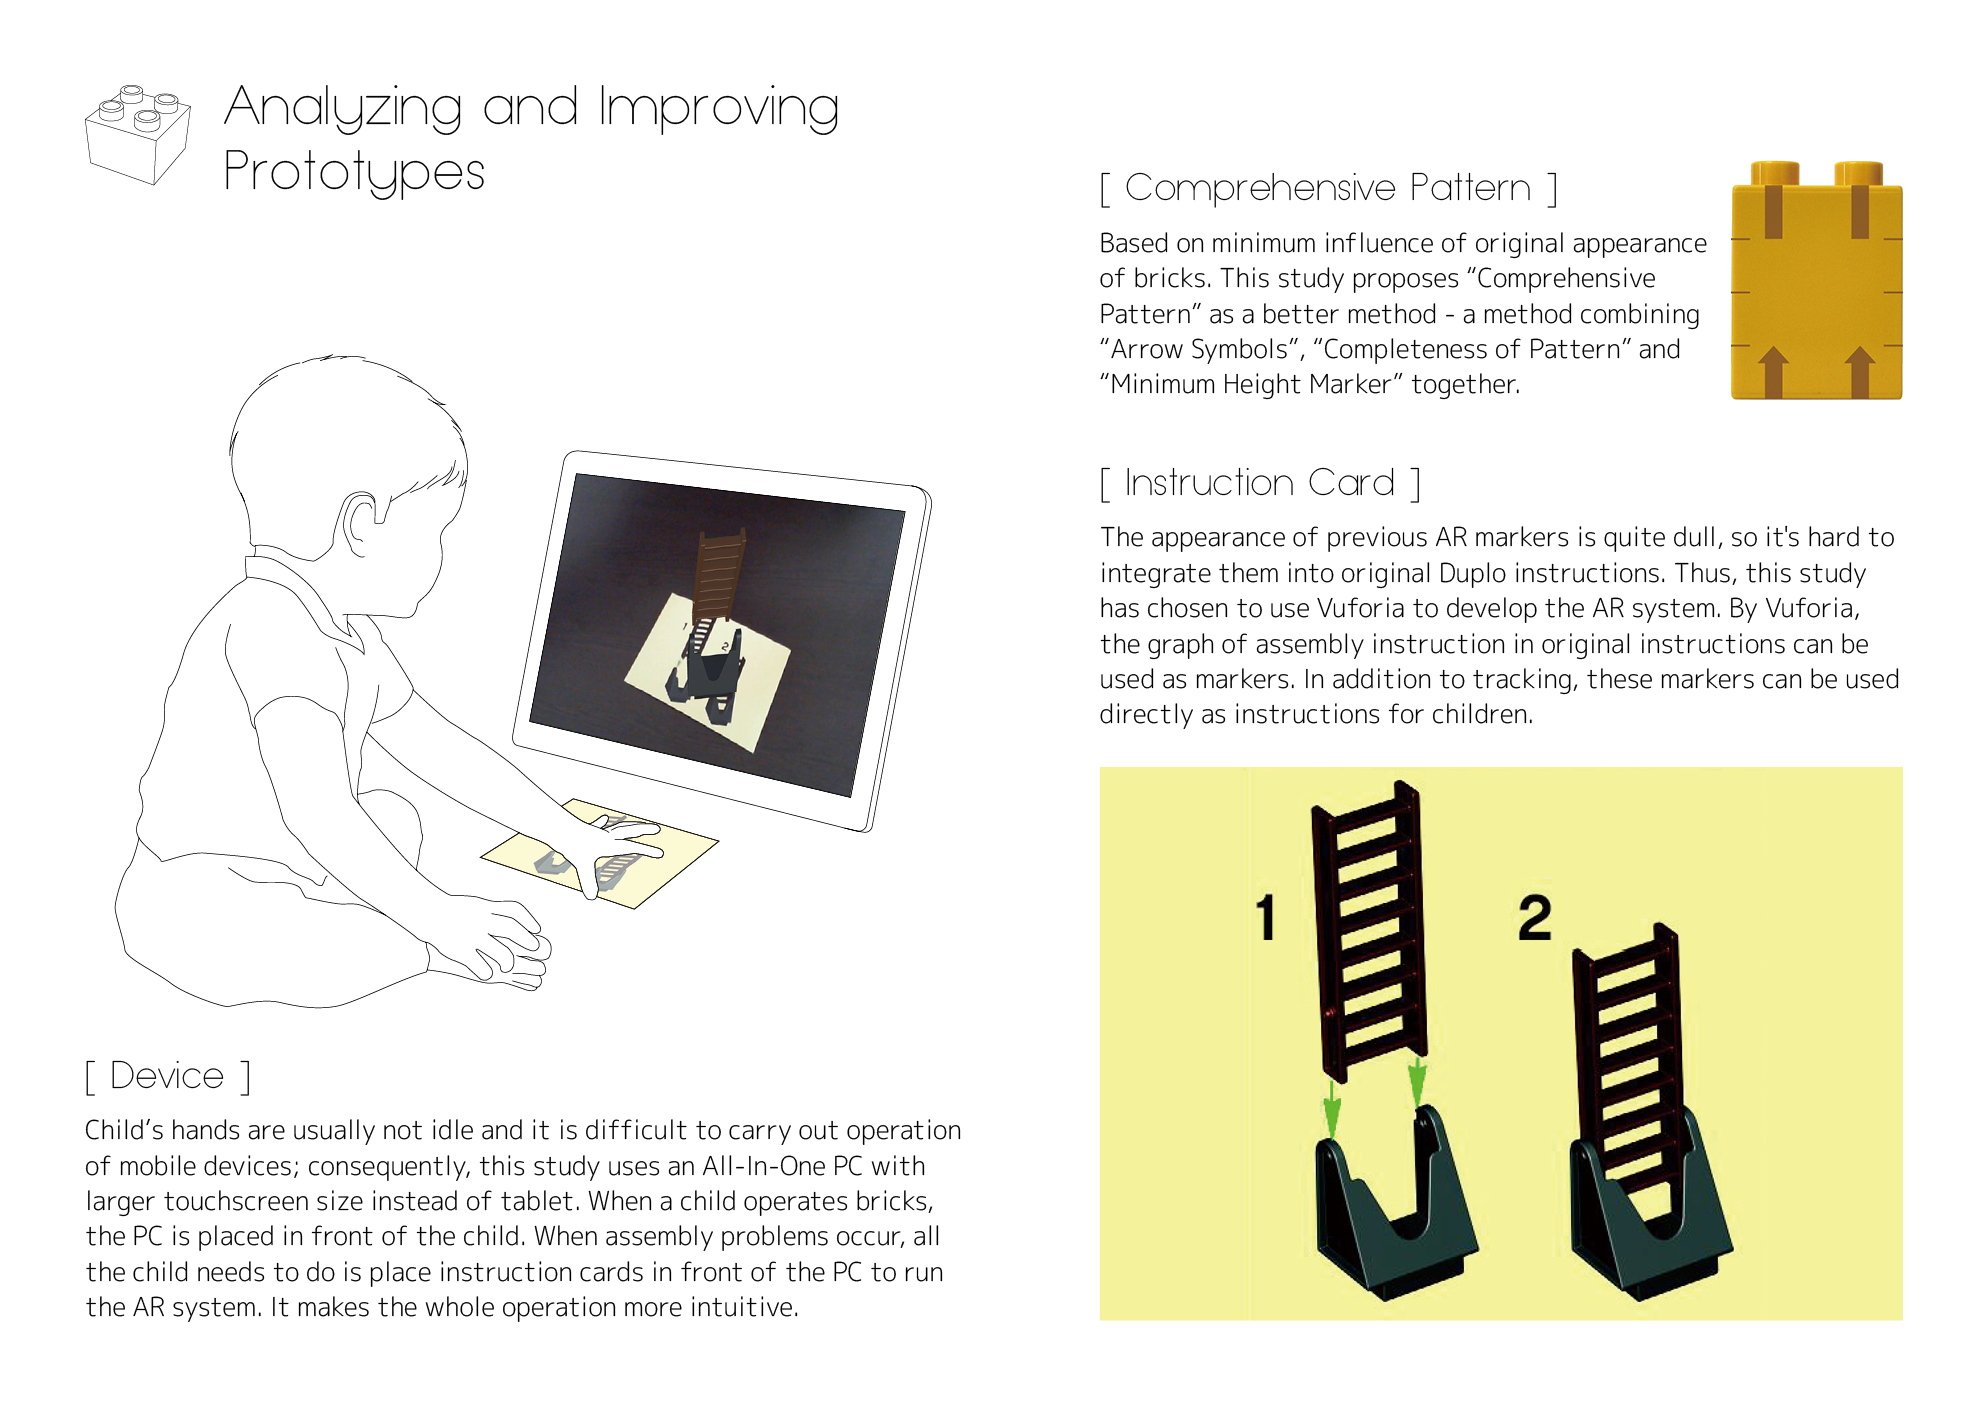 Analyzing and Improving
Prototypes
[ Device ]
Child’s hands are usually not idle and it is difficult to carry out operation
of mobile devices; consequently, this study uses an All-In-One PC with
larger touchscreen size instead of tablet. When a child operates bricks,
the PC is placed in front of the child. When assembly problems occur, all
the child needs to do is place instruction cards in front of the PC to run
the AR system. It makes the whole operation more intuitive.
[ Comprehensive Pattern ]
Based on minimum influence of original appearance
of bricks. This study proposes “Comprehensive
Pattern” as a better method - a method combining
“Arrow Symbols”, “Completeness of Pattern” and
“Minimum Height Marker” together.
[ Instruction Card ]
The appearance of previous AR markers is quite dull, so it's hard to
integrate them into original Duplo instructions. Thus, this study
has chosen to use Vuforia to develop the AR system. By Vuforia,
the graph of assembly instruction in original instructions can be
used as markers. In addition to tracking, these markers can be used
directly as instructions for children.
1
2
1
2